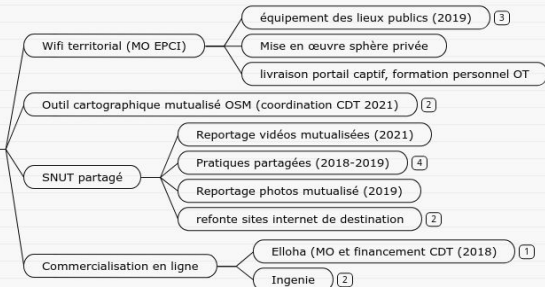 équipement des lieux publics (2019) 3
Wifi territorial (MO EPCI)
Mise en œuvre sphère privée
livraison portail captif, formation personnel OT
Outil cartographique mutualisé OSM (coordination CDT 2021) 2
Reportage vidéos mutualisées (2021)
Pratiques partagées (2018-2019) 4
SNUT partagé
Reportage photos mutualisé (2019)
refonte sites internet de destination 2
Elloha (MO et financement CDT (2018) 1
Commercialisation en ligne
Ingenie 2